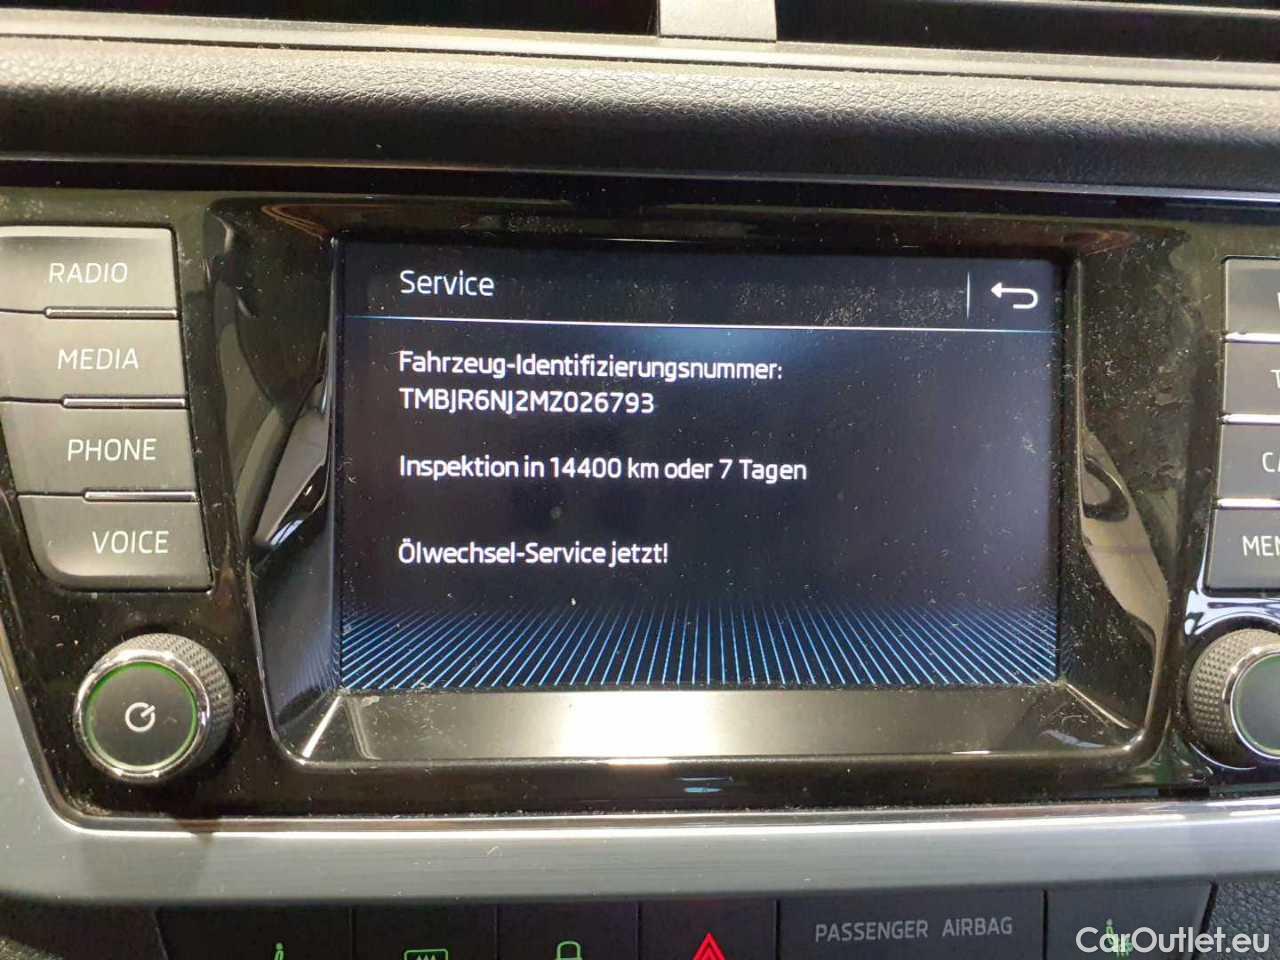 Service
RADIO
MEDIA
PHONE
VOICE
Fahrzeug-Identifizierungsnummer:
TMBJR6NJ2MZ026793
Inspektion in 14400 km oder 7 Tagen
Ölwechsel-Service jetzt!
PASSENGER AIRBAG
CarOutlet.eu